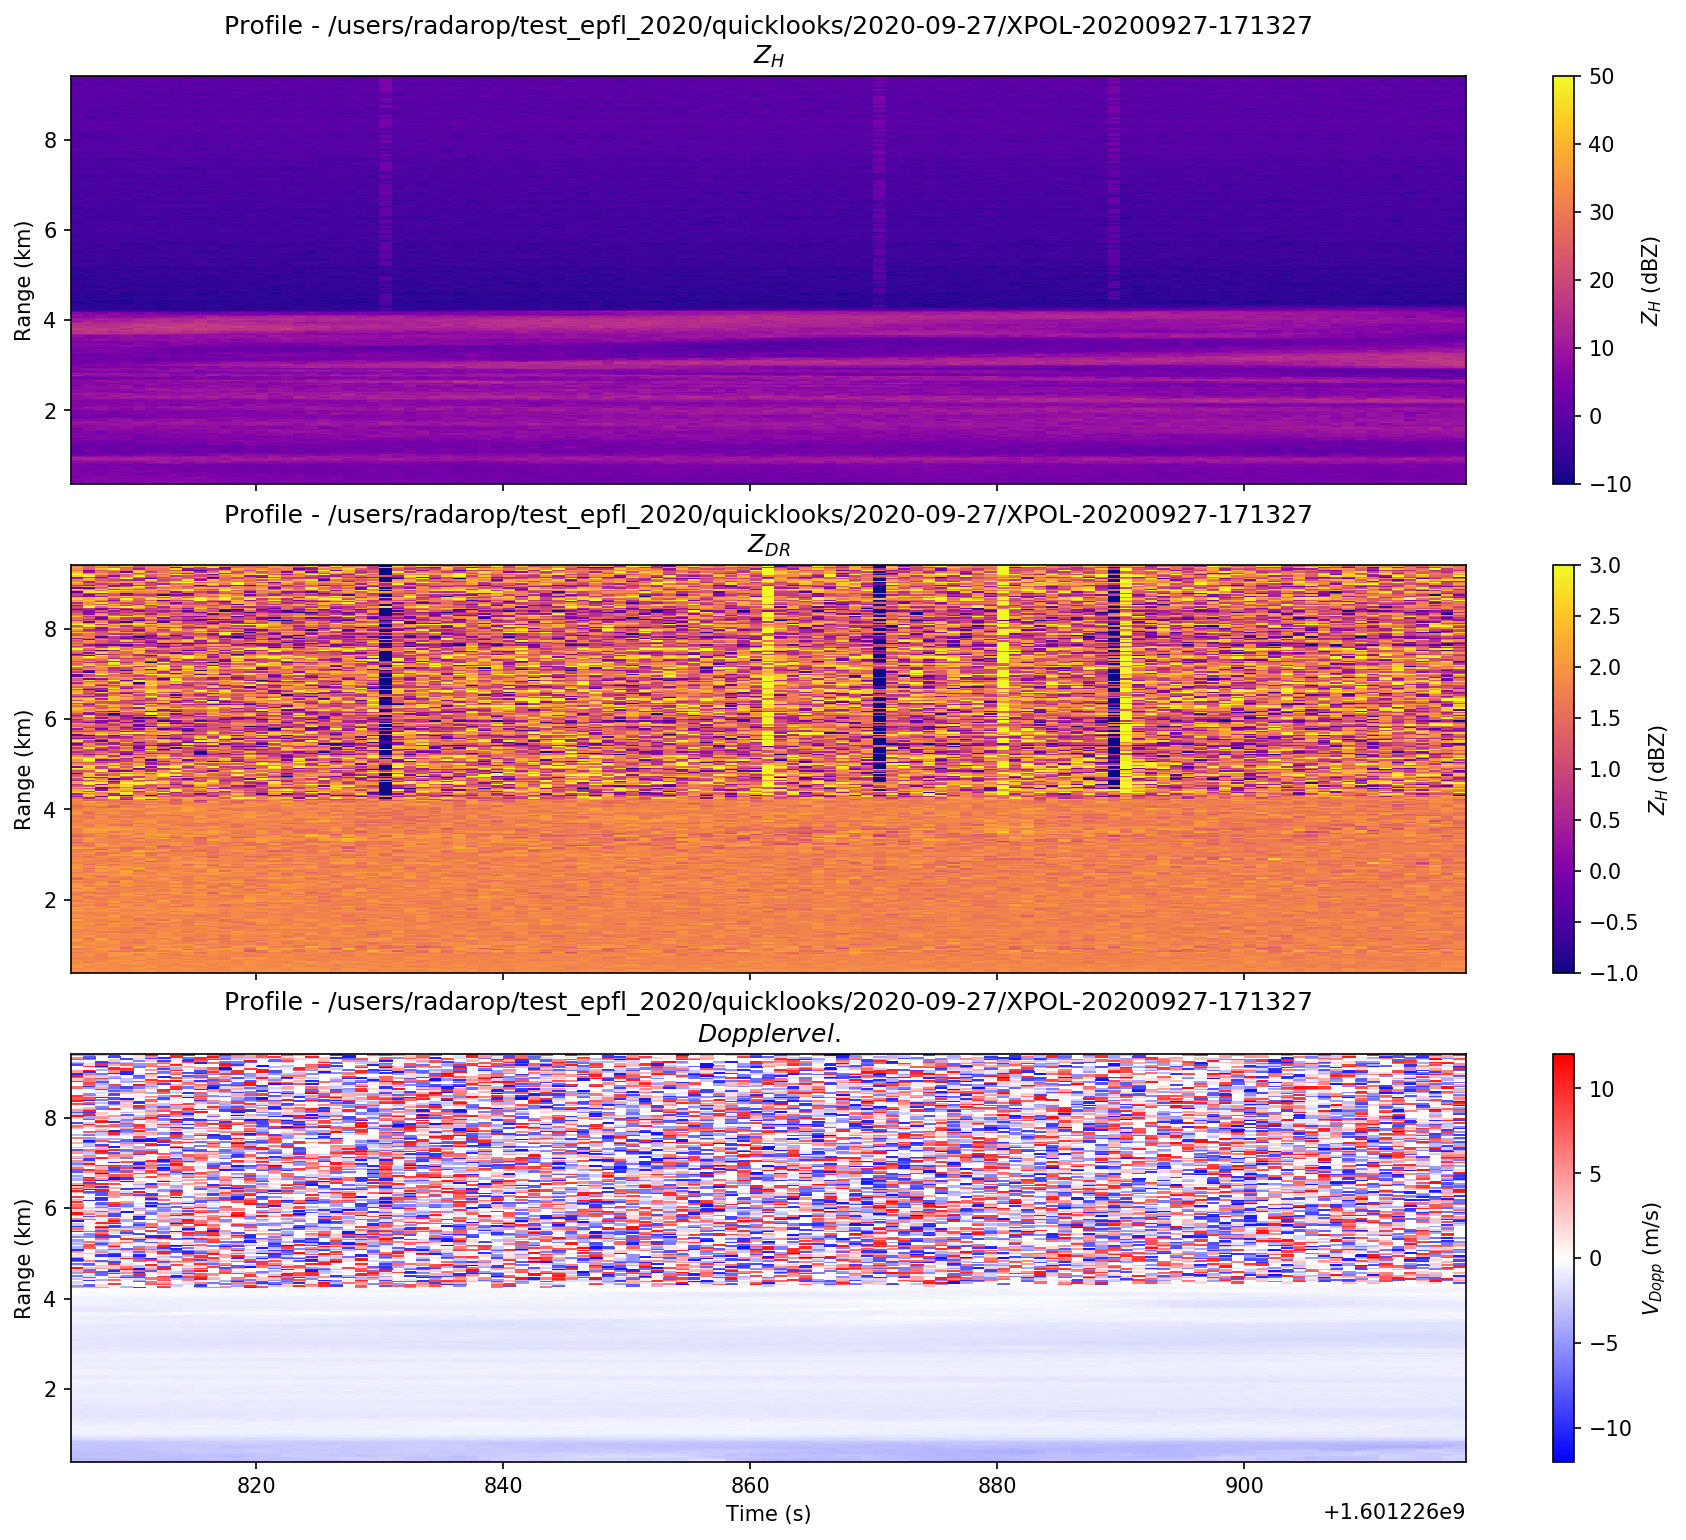 Profile - /users/radarop/test_epfl_2020/quicklooks/2020-09-27/XPOL-20200927-171327
Z_H
8
6
4
2
Range (km)
50
40
30
20
10
0
−10
Z_H (dBZ)
Profile - /users/radarop/test_epfl_2020/quicklooks/2020-09-27/XPOL-20200927-171327
Z_DR
8
6
4
2
Range (km)
3.0
2.5
2.0
1.5
1.0
0.5
0.0
−0.5
−1.0
Z_H (dBZ)
Profile - /users/radarop/test_epfl_2020/quicklooks/2020-09-27/XPOL-20200927-171327
Dopplervel.
8
6
4
2
Range (km)
10
5
0
−5
−10
V_Dopp (m/s)
820 840 860 880 900
Time (s)
+1.601226e9